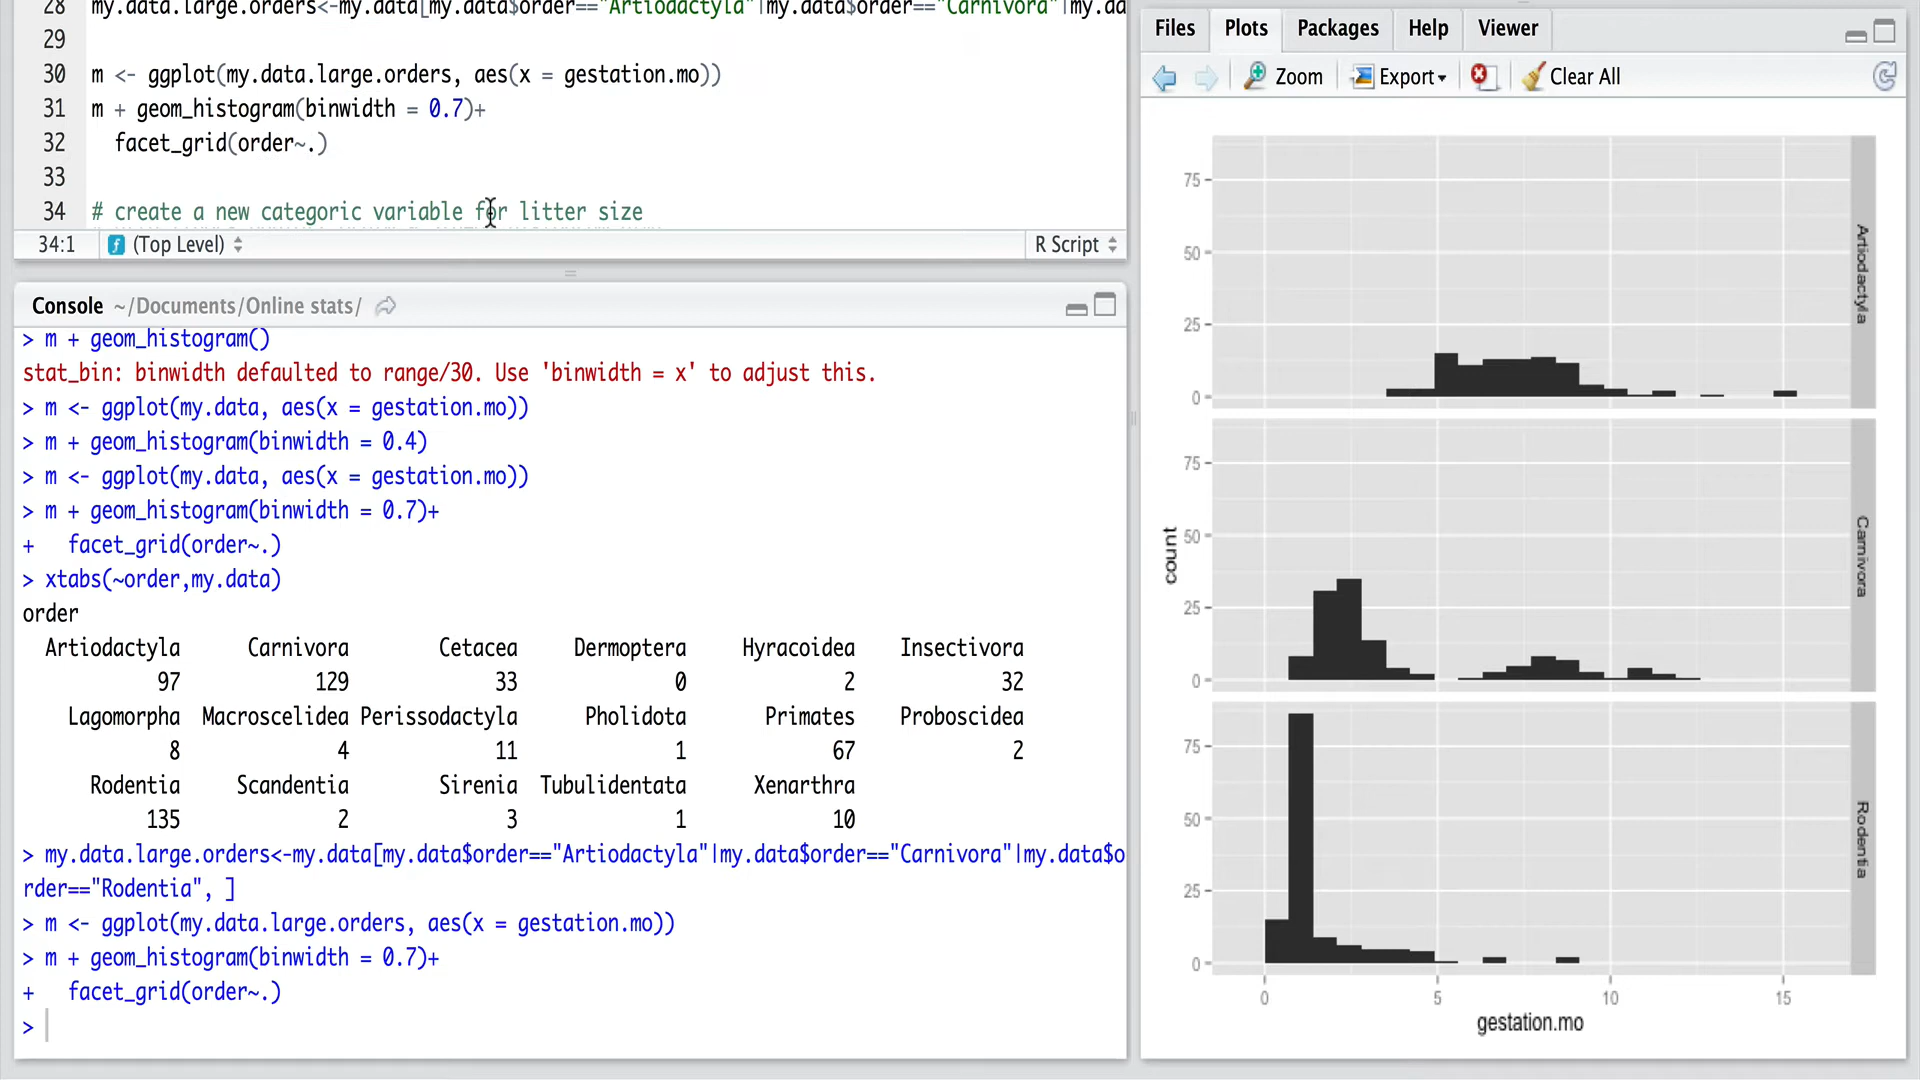 28 my.data.large.orders<-my.data[my.data$order=="Artiodactyla"|my.data$order=="Carnivora"|my.da
29
30 m <- ggplot(my.data.large.orders, aes(x = gestation.mo))
31 m + geom_histogram(binwidth = 0.7)+
32 facet_grid(order~.)
33
34 # create a new categoric variable for litter size
34:1 (Top Level) R Script
Console ~/Documents/Online stats/
> m + geom_histogram()
stat_bin: binwidth defaulted to range/30. Use 'binwidth = x' to adjust this.
> m <- ggplot(my.data, aes(x = gestation.mo))
> m + geom_histogram(binwidth = 0.4)
> m <- ggplot(my.data, aes(x = gestation.mo))
> m + geom_histogram(binwidth = 0.7)+
+ facet_grid(order~.)
> xtabs(~order,my.data)
order
Artiodactyla Carnivora Cetacea Dermoptera Hyracoidea Insectivora
97 129 33 0 2 32
Lagomorpha Macroscelidea Perissodactyla Pholidota Primates Proboscidea
8 4 11 1 67 2
Rodentia Scandentia Sirenia Tubulidentata Xenarthra
135 2 3 1 10
> my.data.large.orders<-my.data[my.data$order=="Artiodactyla"|my.data$order=="Carnivora"|my.data$o
rder=="Rodentia", ]
> m <- ggplot(my.data.large.orders, aes(x = gestation.mo))
> m + geom_histogram(binwidth = 0.7)+
+ facet_grid(order~.)
>
Files Plots Packages Help Viewer
Zoom Export Clear All
75
50
25
0
Artiodactyla
75
50
25
0
Carnivora
count
75
50
25
0
Rodentia
0 5 10 15
gestation.mo